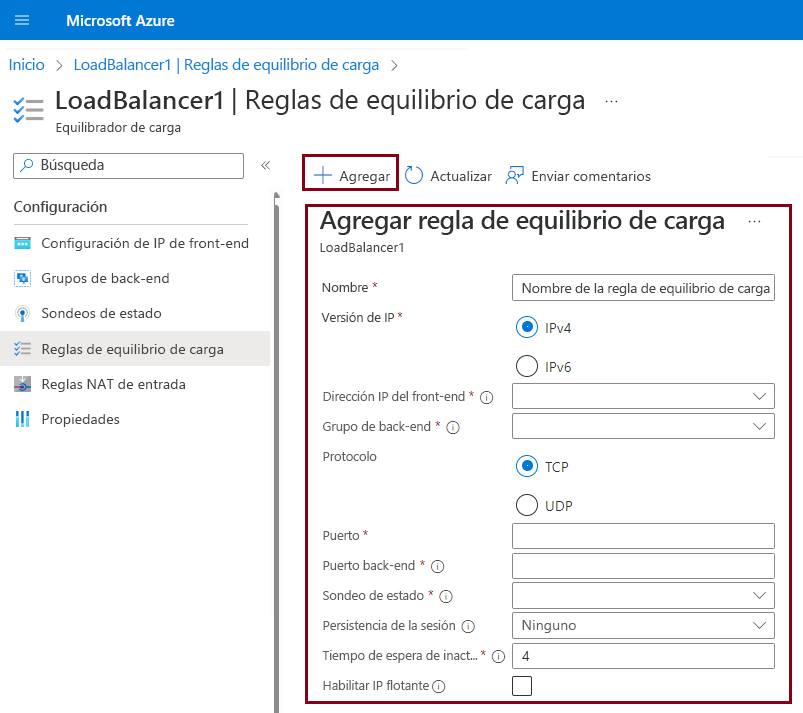 Microsoft Azure
Inicio > LoadBalancer1 | Reglas de equilibrio de carga >
LoadBalancer1 | Reglas de equilibrio de carga ...
Equilibrador de carga
Búsqueda «
Configuración
Configuración de IP de front-end
Grupos de back-end
Sondeos de estado
Reglas de equilibrio de carga
Reglas NAT de entrada
Propiedades
Agregar Actualizar Enviar comentarios
Agregar regla de equilibrio de carga ...
LoadBalancer1
Nombre * Nombre de la regla de equilibrio de carga
Versión de IP * IPv4
IPv6
Dirección IP del front-end *
Grupo de back-end *
Protocolo TCP
UDP
Puerto *
Puerto back-end *
Sondeo de estado *
Persistencia de la sesión Ninguno
Tiempo de espera de inact... * 4
Habilitar IP flotante